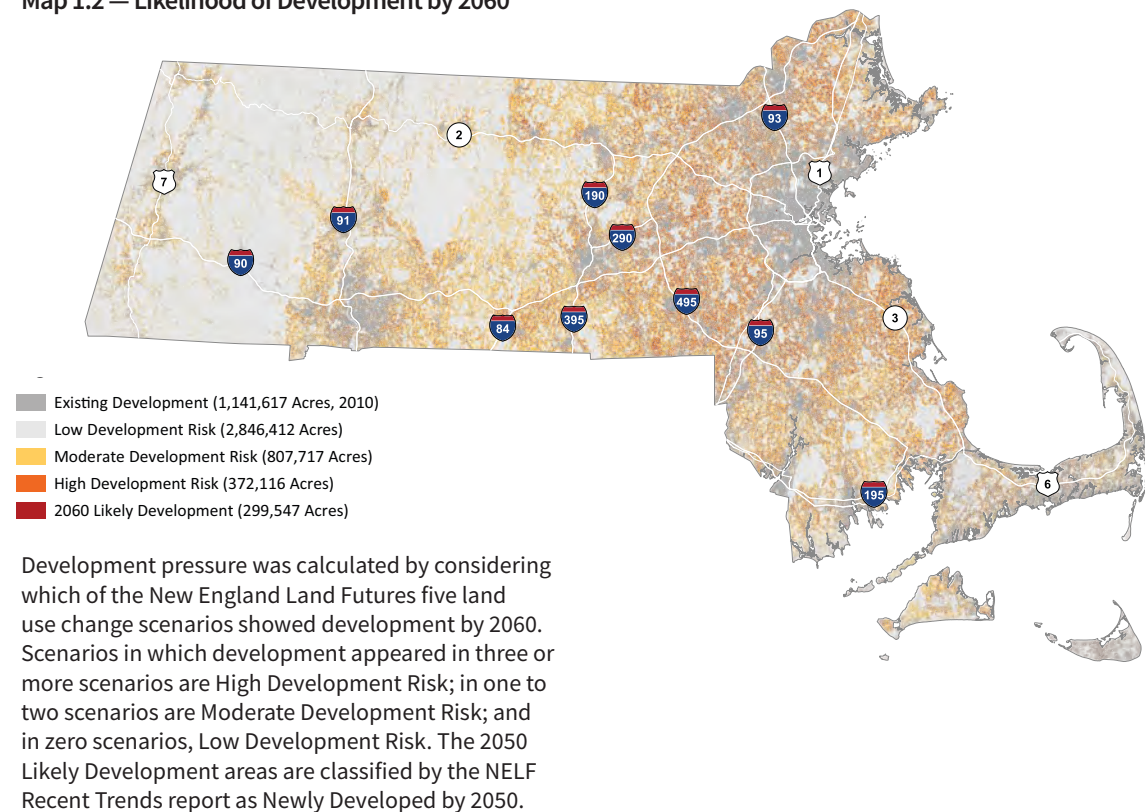 Map 1.2 — Likelihood of Development by 2060
93
2
1
7
190
91
290
90
495
3
395
84
95
6
195
Existing Development (1,141,617 Acres, 2010)
Low Development Risk (2,846,412 Acres)
Moderate Development Risk (807,717 Acres)
High Development Risk (372,116 Acres)
2060 Likely Development (299,547 Acres)
Development pressure was calculated by considering
which of the New England Land Futures five land
use change scenarios showed development by 2060.
Scenarios in which development appeared in three or
more scenarios are High Development Risk; in one to
two scenarios are Moderate Development Risk; and
in zero scenarios, Low Development Risk. The 2050
Likely Development areas are classified by the NELF
Recent Trends report as Newly Developed by 2050.